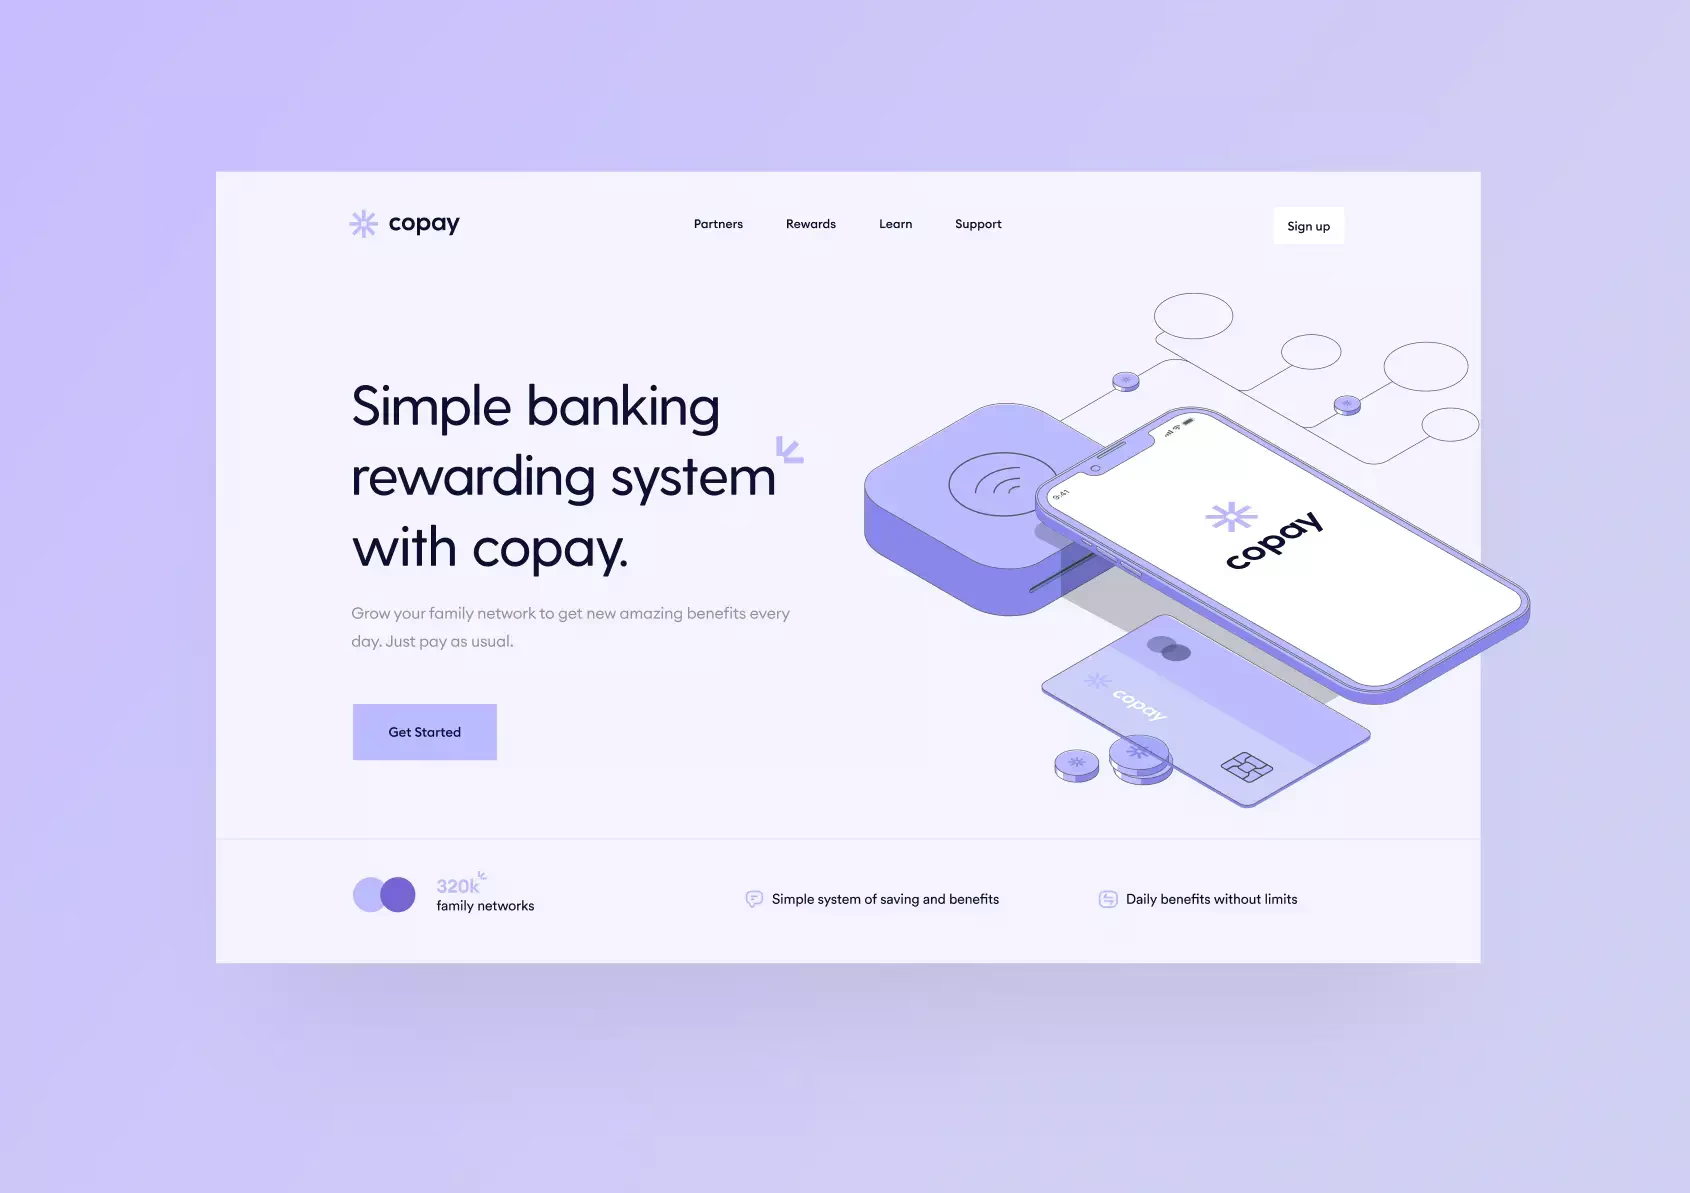 copay
Partners
Rewards
Learn
Support
Sign up
Simple banking
rewarding system
with copay.
Grow your family network to get new amazing benefits every
day. Just pay as usual.
Get Started
9:41
copay
copay
320k
family networks
Simple system of saving and benefits
Daily benefits without limits